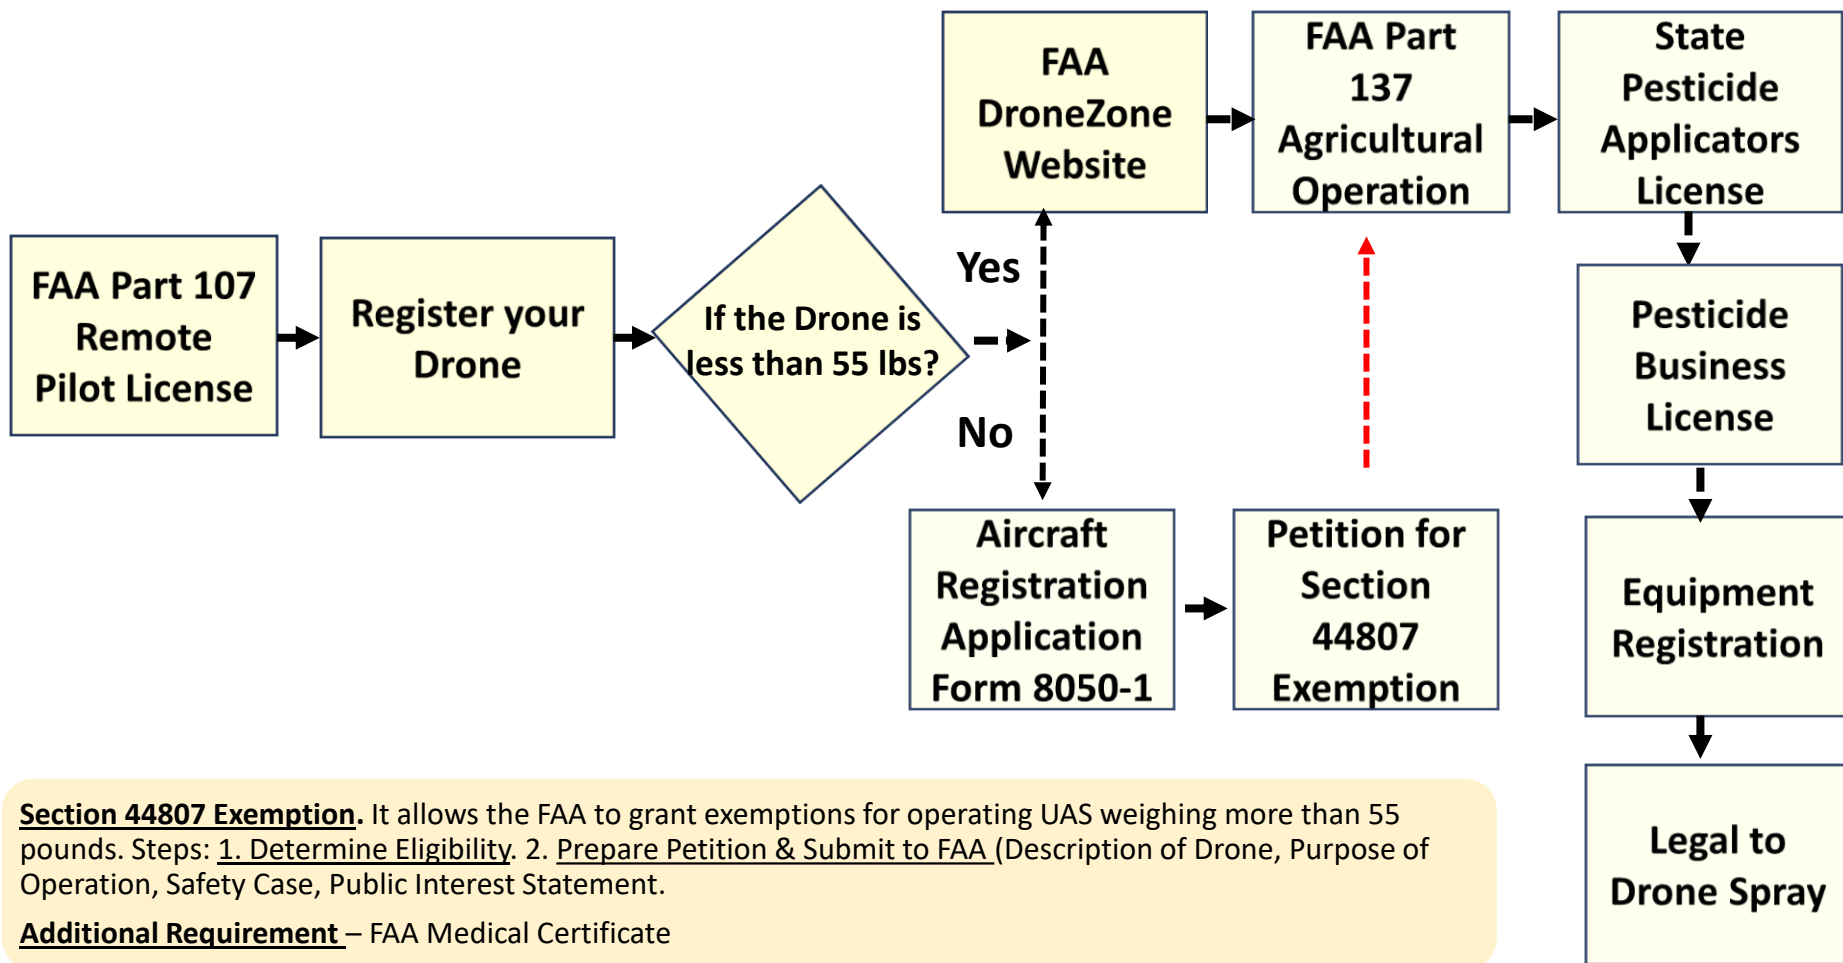 FAA Part 107
Remote
Pilot License
Register your
Drone
If the Drone is
less than 55 lbs?
Yes
No
FAA
DroneZone
Website
FAA Part
137
Agricultural
Operation
State
Pesticide
Applicators
License
Pesticide
Business
License
Equipment
Registration
Legal to
Drone Spray
Aircraft
Registration
Application
Form 8050-1
Petition for
Section
44807
Exemption
Section 44807 Exemption. It allows the FAA to grant exemptions for operating UAS weighing more than 55
pounds. Steps: 1. Determine Eligibility. 2. Prepare Petition & Submit to FAA (Description of Drone, Purpose of
Operation, Safety Case, Public Interest Statement.
Additional Requirement – FAA Medical Certificate